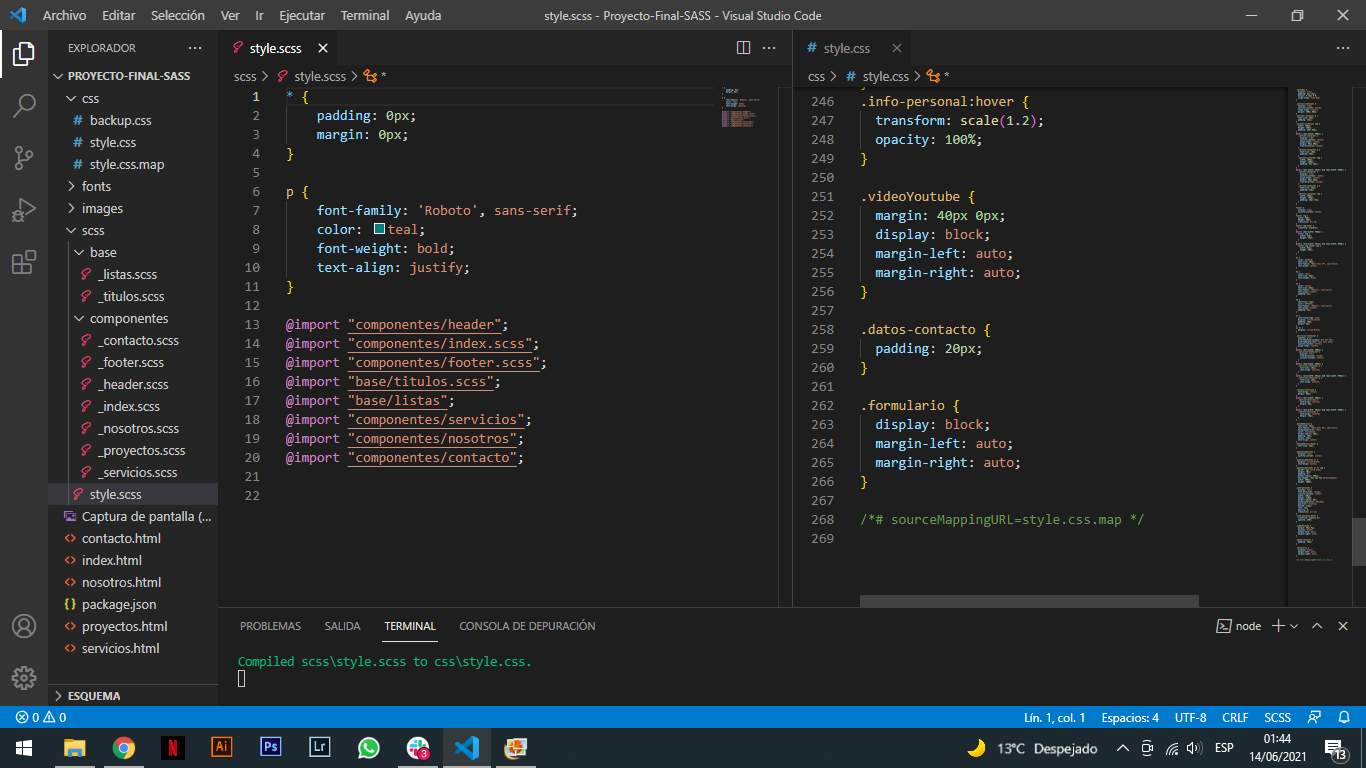 Archivo Editar Selección Ver Ir Ejecutar Terminal Ayuda
style.scss - Proyecto-Final-SASS - Visual Studio Code
EXPLORADOR
PROYECTO-FINAL-SASS
css
backup.css
style.css
style.css.map
fonts
images
scss
base
_listas.scss
_titulos.scss
componentes
_contacto.scss
_footer.scss
_header.scss
_index.scss
_nosotros.scss
_proyectos.scss
_servicios.scss
style.scss
Captura de pantalla (...
contacto.html
index.html
nosotros.html
package.json
proyectos.html
servicios.html
ESQUEMA
style.scss
scss > style.scss > *
1 * {
2 padding: 0px;
3 margin: 0px;
4 }
5
6 p {
7 font-family: 'Roboto', sans-serif;
8 color: teal;
9 font-weight: bold;
10 text-align: justify;
11 }
12
13 @import "componentes/header";
14 @import "componentes/index.scss";
15 @import "componentes/footer.scss";
16 @import "base/titulos.scss";
17 @import "base/listas";
18 @import "componentes/servicios";
19 @import "componentes/nosotros";
20 @import "componentes/contacto";
21
22
style.css
css > style.css > *
246 .info-personal:hover {
247 transform: scale(1.2);
248 opacity: 100%;
249 }
250
251 .videoYoutube {
252 margin: 40px 0px;
253 display: block;
254 margin-left: auto;
255 margin-right: auto;
256 }
257
258 .datos-contacto {
259 padding: 20px;
260 }
261
262 .formulario {
263 display: block;
264 margin-left: auto;
265 margin-right: auto;
266 }
267
268 /*# sourceMappingURL=style.css.map */
269
PROBLEMAS SALIDA TERMINAL CONSOLA DE DEPURACIÓN
node
Compiled scss\style.scss to css\style.css.
0 0
Lín. 1, col. 1 Espacios: 4 UTF-8 CRLF SCSS
N Ai Ps Lr 3
13°C Despejado
ESP
01:44
14/06/2021
13